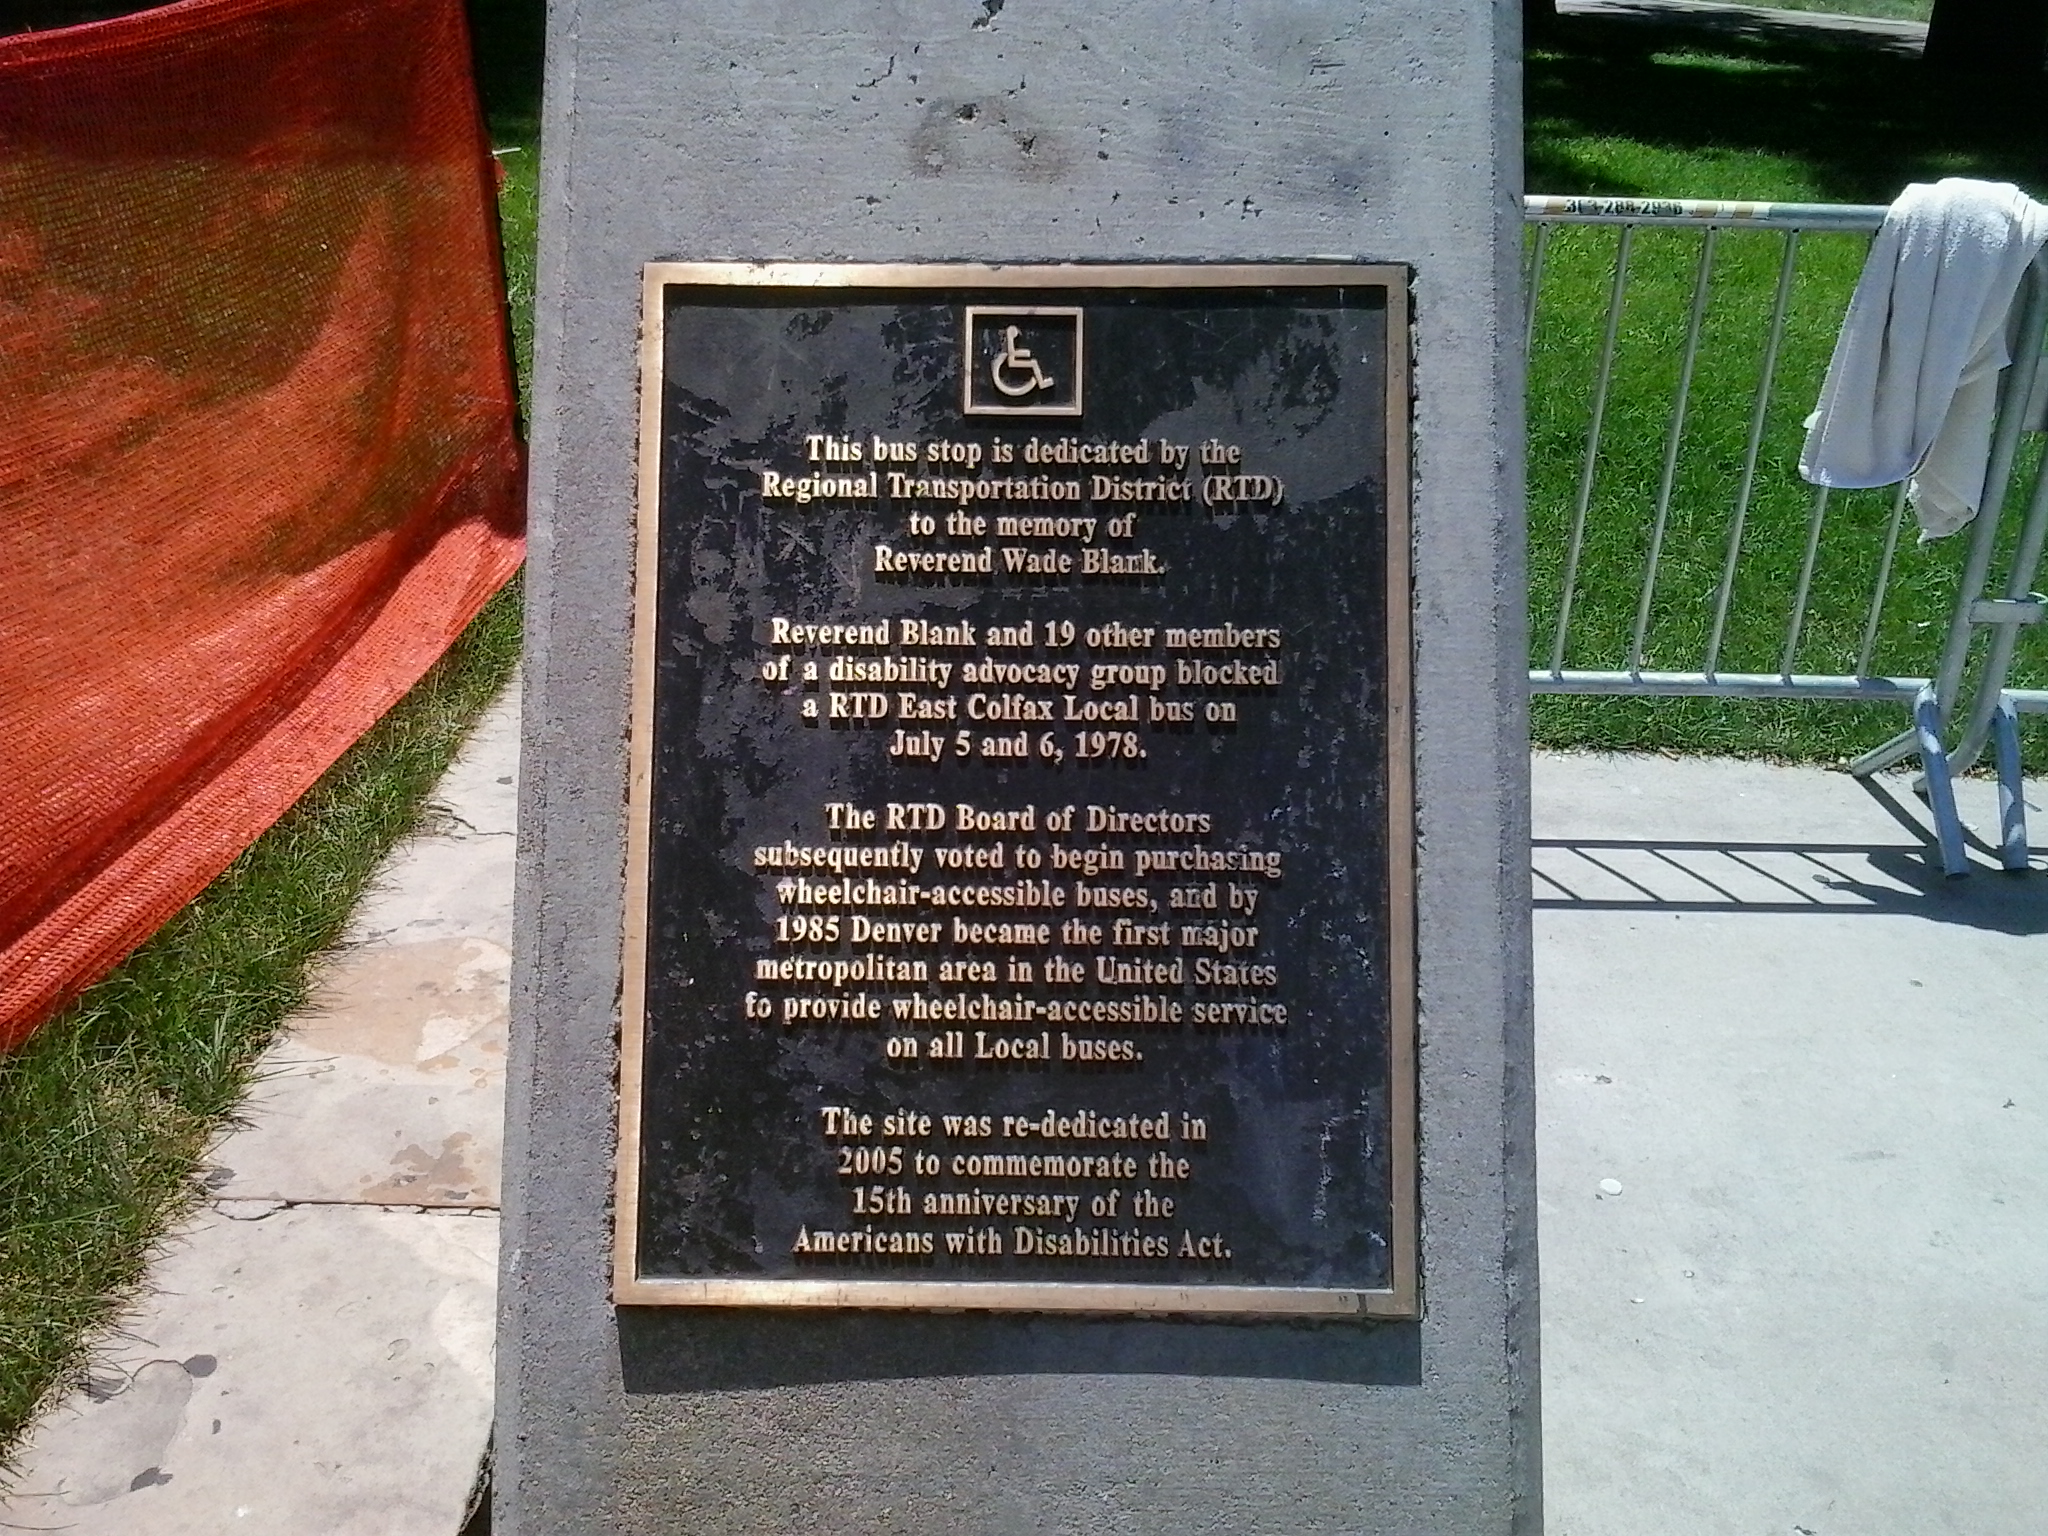 This bus stop is dedicated by the
Regional Transportation District (RTD)
to the memory of
Reverend Wade Blank.
Reverend Blank and 19 other members
of a disability advocacy group blocked
a RTD East Colfax Local bus on
July 5 and 6, 1978.
The RTD Board of Directors
subsequently voted to begin purchasing
wheelchair-accessible buses, and by
1985 Denver became the first major
metropolitan area in the United States
to provide wheelchair-accessible service
on all Local buses.
The site was re-dedicated in
2005 to commemorate the
15th anniversary of the
Americans with Disabilities Act.